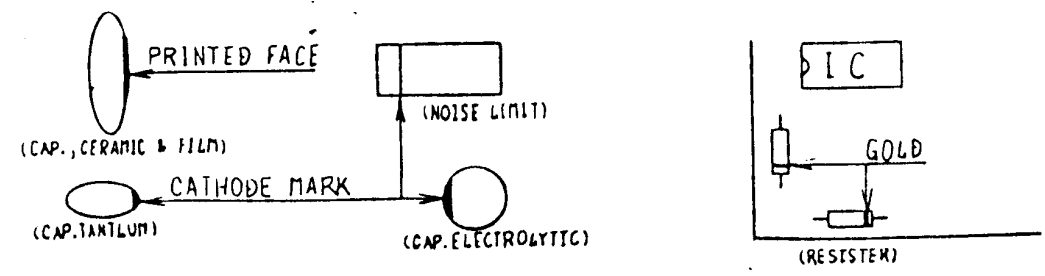 PRINTED FACE
(CAP., CERAMIC & FILM)
(NOISE LIMIT)
CATHODE MARK
(CAP. TANTLUM)
(CAP. ELECTROLYTIC)
IC
GOLD
(RESISTER)